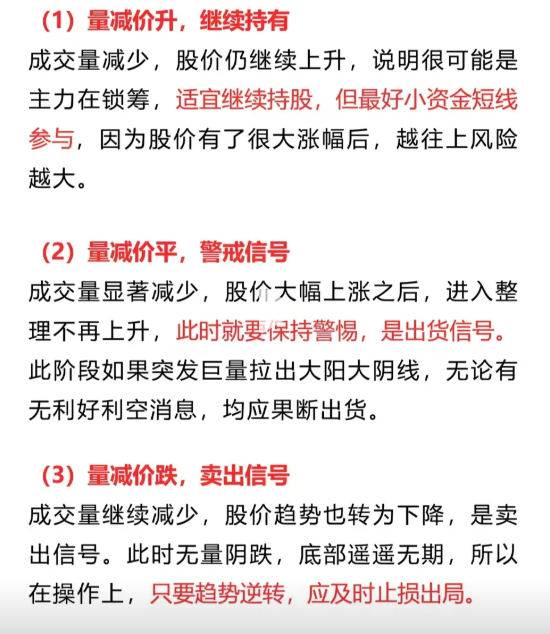 （1）量减价升，继续持有
成交量减少，股价仍继续上升，说明很可能是
主力在锁筹，适宜继续持股，但最好小资金短线
参与，因为股价有了很大涨幅后，越往上风险
越大。
（2）量减价平，警戒信号
成交量显著减少，股价大幅上涨之后，进入整
理不再上升，此时就要保持警惕，是出货信号。
此阶段如果突发巨量拉出大阳大阴线，无论有
无利好利空消息，均应果断出货。
（3）量减价跌，卖出信号
成交量继续减少，股价趋势也转为下降，是卖
出信号。此时无量阴跌，底部遥遥无期，所以
在操作上，只要趋势逆转，应及时止损出局。